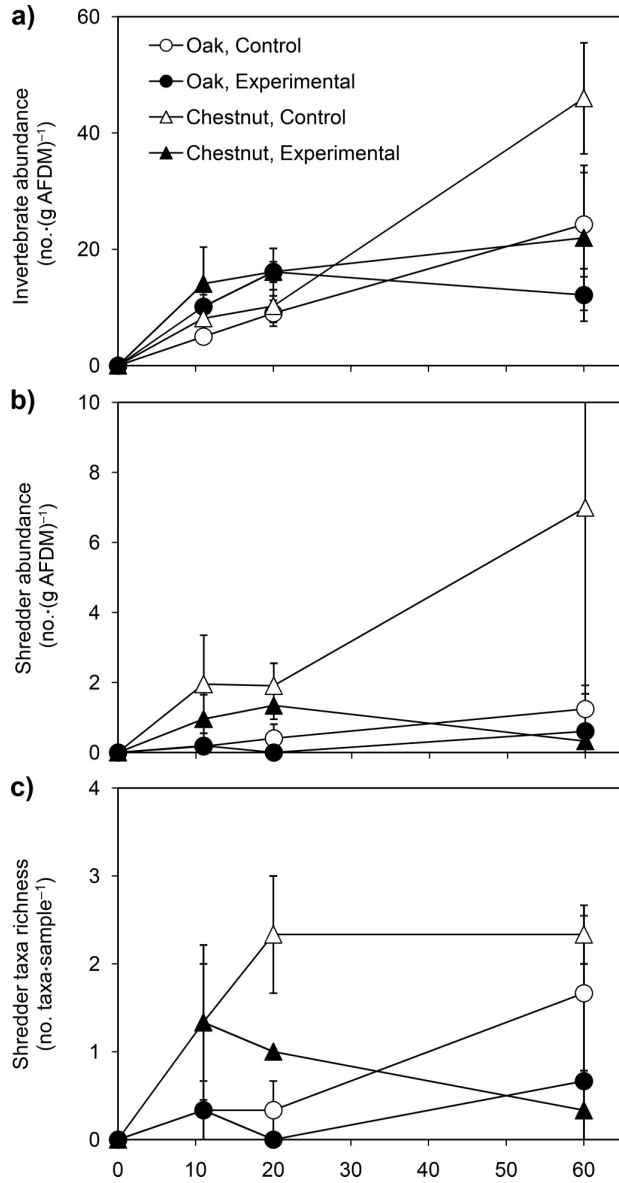 a)
60
40
20
0
Invertebrate abundance
(no.·(g AFDM)⁻¹)
Oak, Control
Oak, Experimental
Chestnut, Control
Chestnut, Experimental
b)
10
8
6
4
2
0
Shredder abundance
(no.·(g AFDM)⁻¹)
c)
4
3
2
1
0
Shredder taxa richness
(no. taxa·sample⁻¹)
0 10 20 30 40 50 60